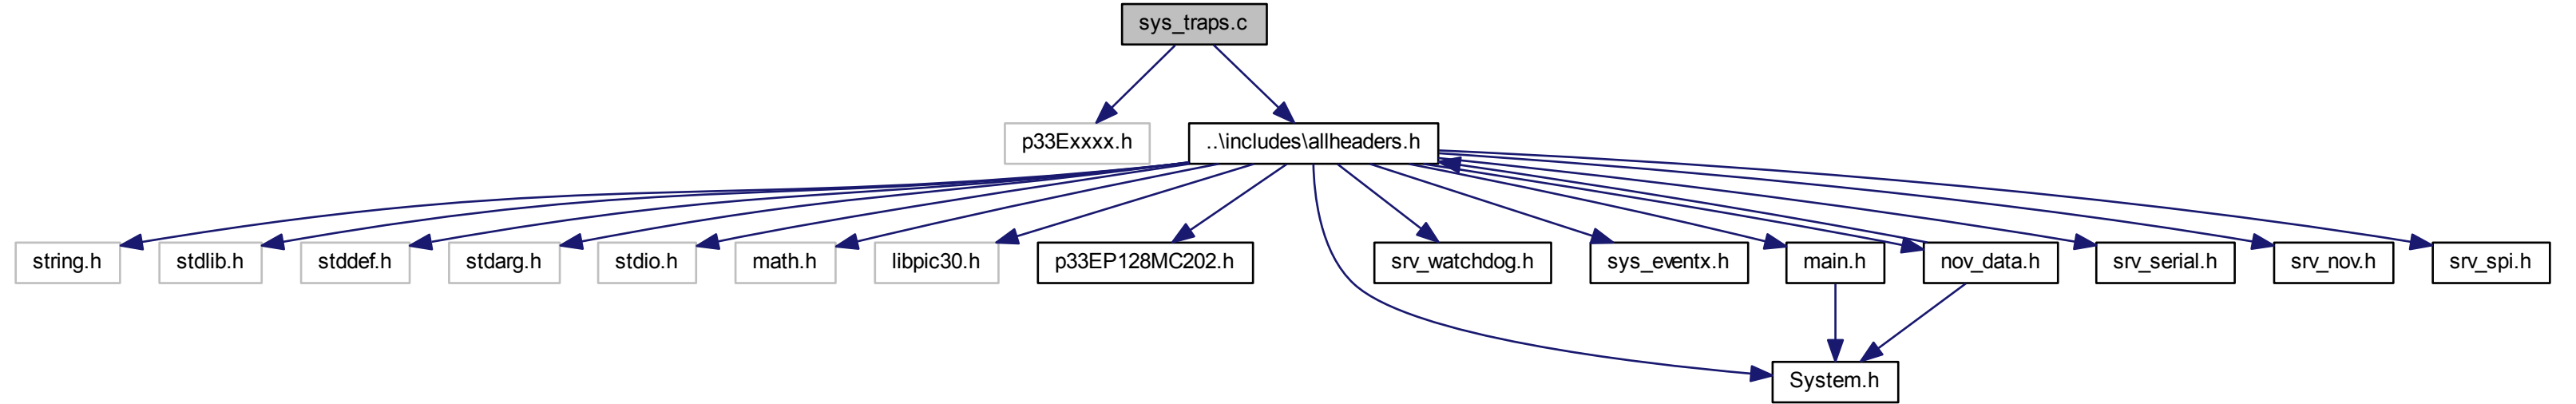 sys_traps.c
p33Exxxx.h
..\includes\allheaders.h
string.h
stdlib.h
stddef.h
stdarg.h
stdio.h
math.h
libpic30.h
p33EP128MC202.h
srv_watchdog.h
sys_eventx.h
main.h
nov_data.h
srv_serial.h
srv_nov.h
srv_spi.h
System.h